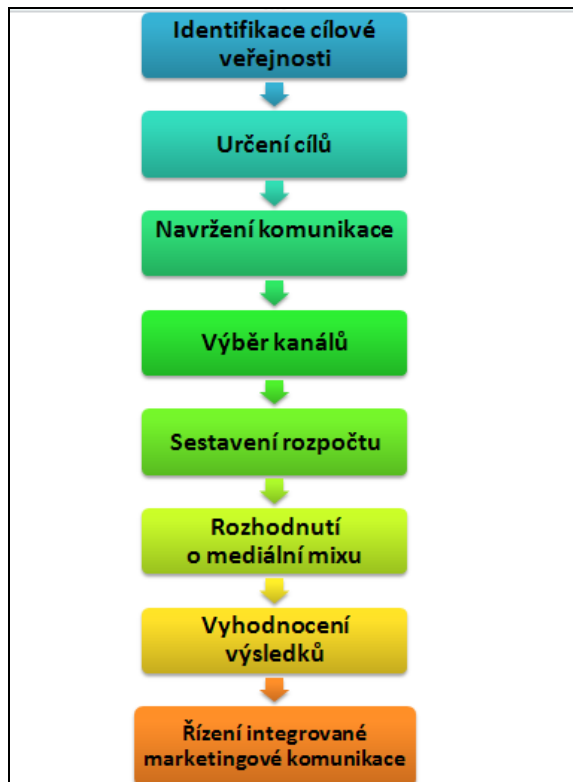 Identifikace cílové
veřejnosti
Určení cílů
Navržení komunikace
Výběr kanálů
Sestavení rozpočtu
Rozhodnutí
o mediální mixu
Vyhodnocení
výsledků
Řízení integrované
marketingové komunikace